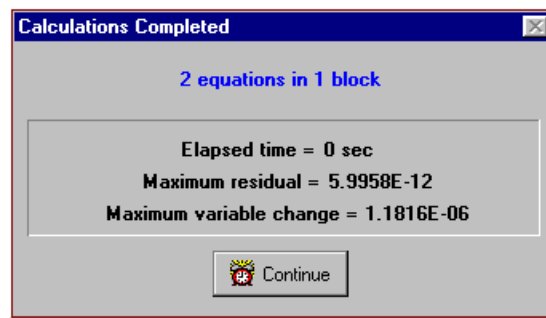 Calculations Completed
2 equations in 1 block
Elapsed time = 0 sec
Maximum residual = 5.9958E-12
Maximum variable change = 1.1816E-06
Continue